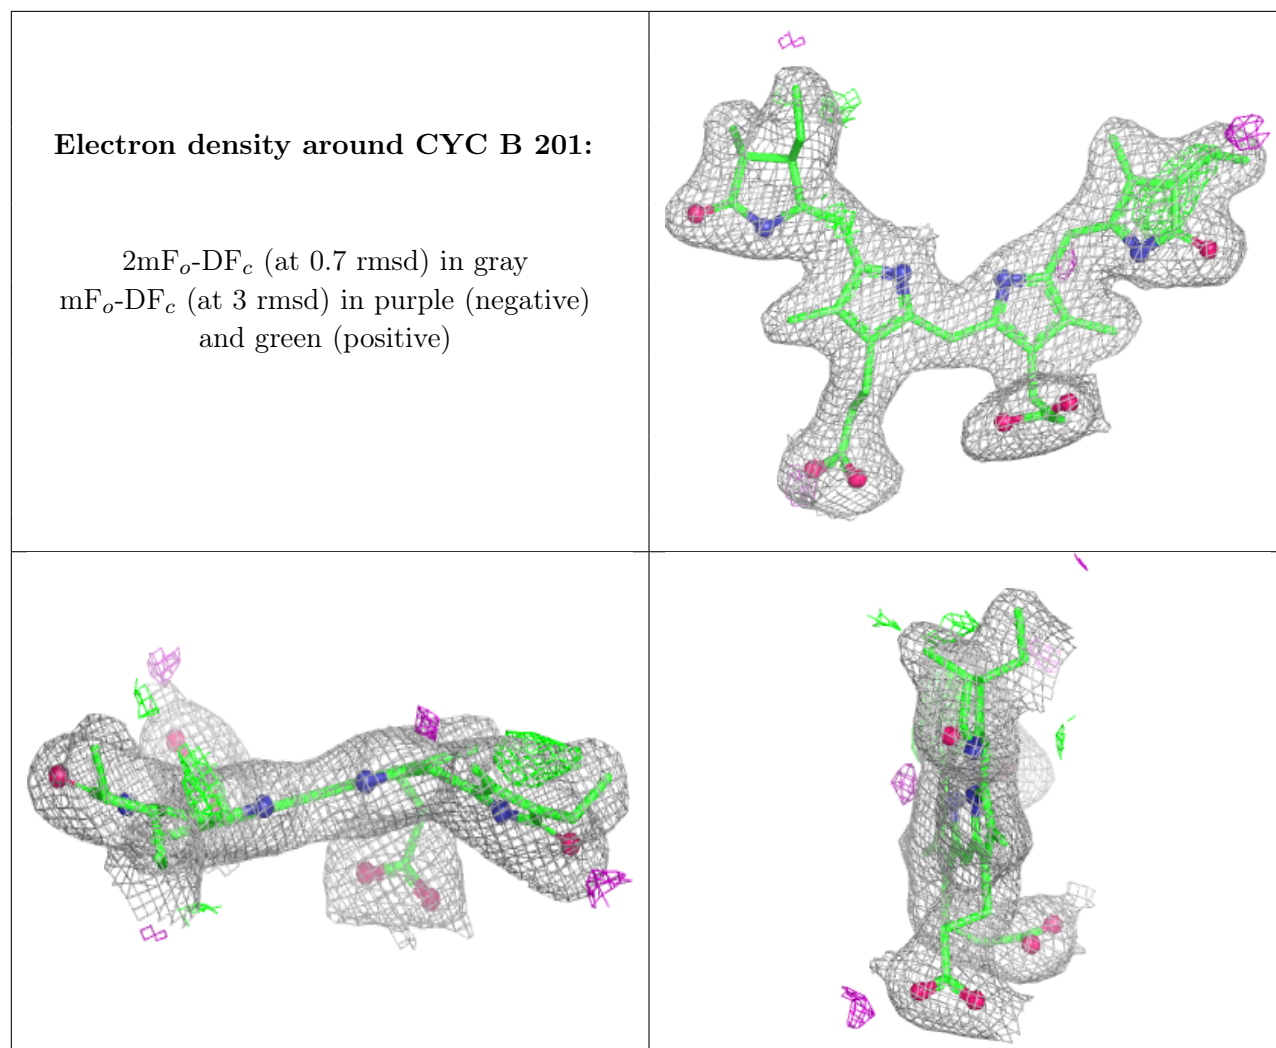 Electron density around CYC B 201:
2mFo-DFc (at 0.7 rmsd) in gray
mFo-DFc (at 3 rmsd) in purple (negative)
and green (positive)